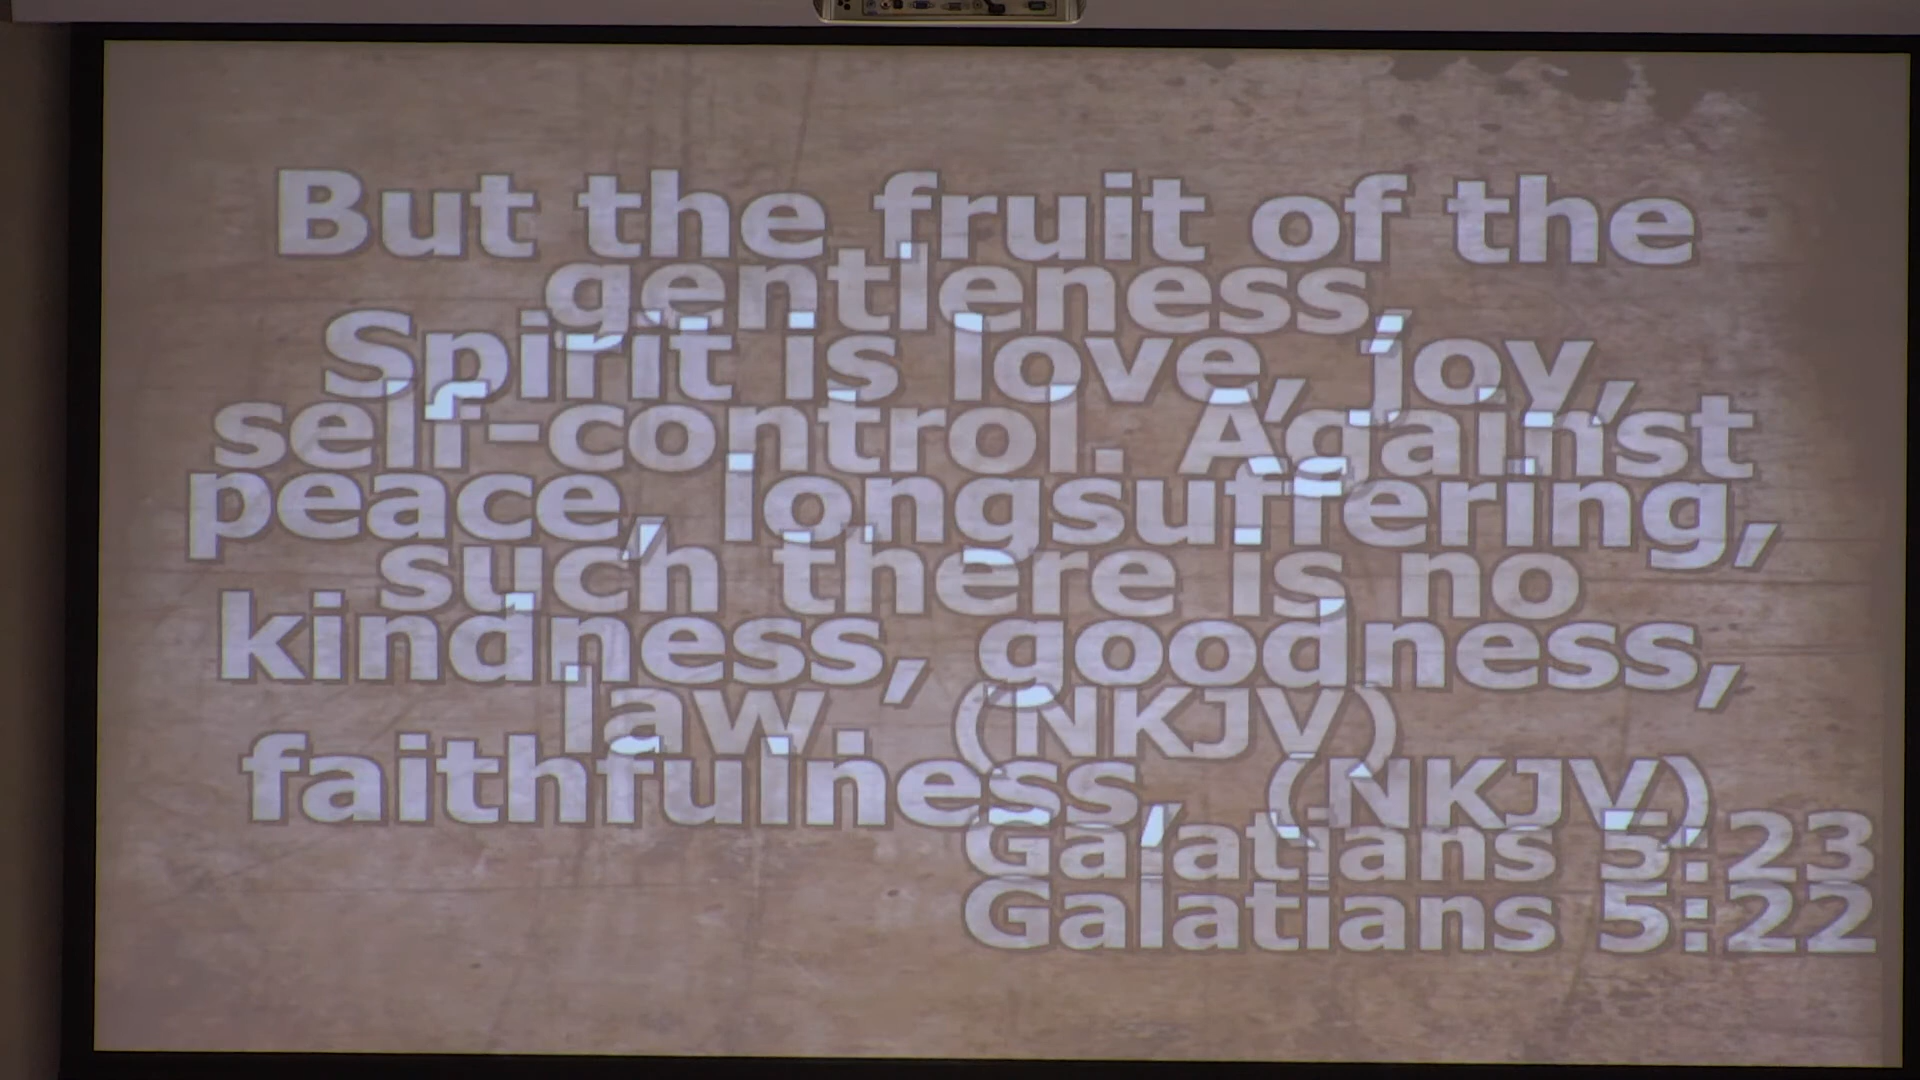 But the fruit of the
gentleness,
Spirit is love, joy,
self-control. Against
peace, longsuffering,
such there is no
kindness, goodness,
law. (NKJV)
faithfulness, (NKJV)
Galatians 5:23
Galatians 5:22